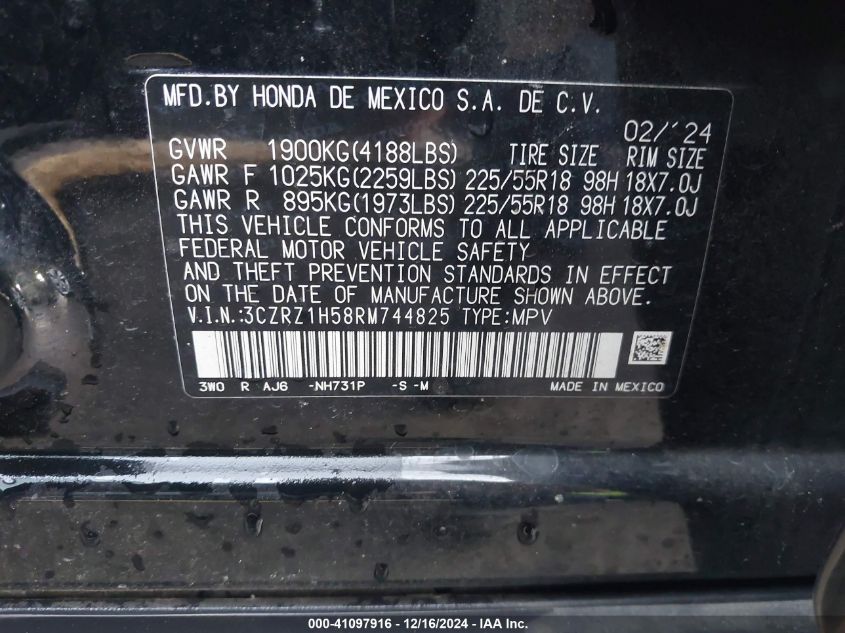 MFD.BY HONDA DE MEXICO S.A. DE C.V.
02/'24
GVWR 1900KG(4188LBS) TIRE SIZE RIM SIZE
GAWR F 1025KG(2259LBS) 225/55R18 98H 18X7.0J
GAWR R 895KG(1973LBS) 225/55R18 98H 18X7.0J
THIS VEHICLE CONFORMS TO ALL APPLICABLE
FEDERAL MOTOR VEHICLE SAFETY
AND THEFT PREVENTION STANDARDS IN EFFECT
ON THE DATE OF MANUFACTURE SHOWN ABOVE.
V.I.N.:3CZRZ1H58RM744825 TYPE:MPV
3W0 R AJ6 -NH731P -S-M MADE IN MEXICO
000-41097916 - 12/16/2024 - IAA Inc.